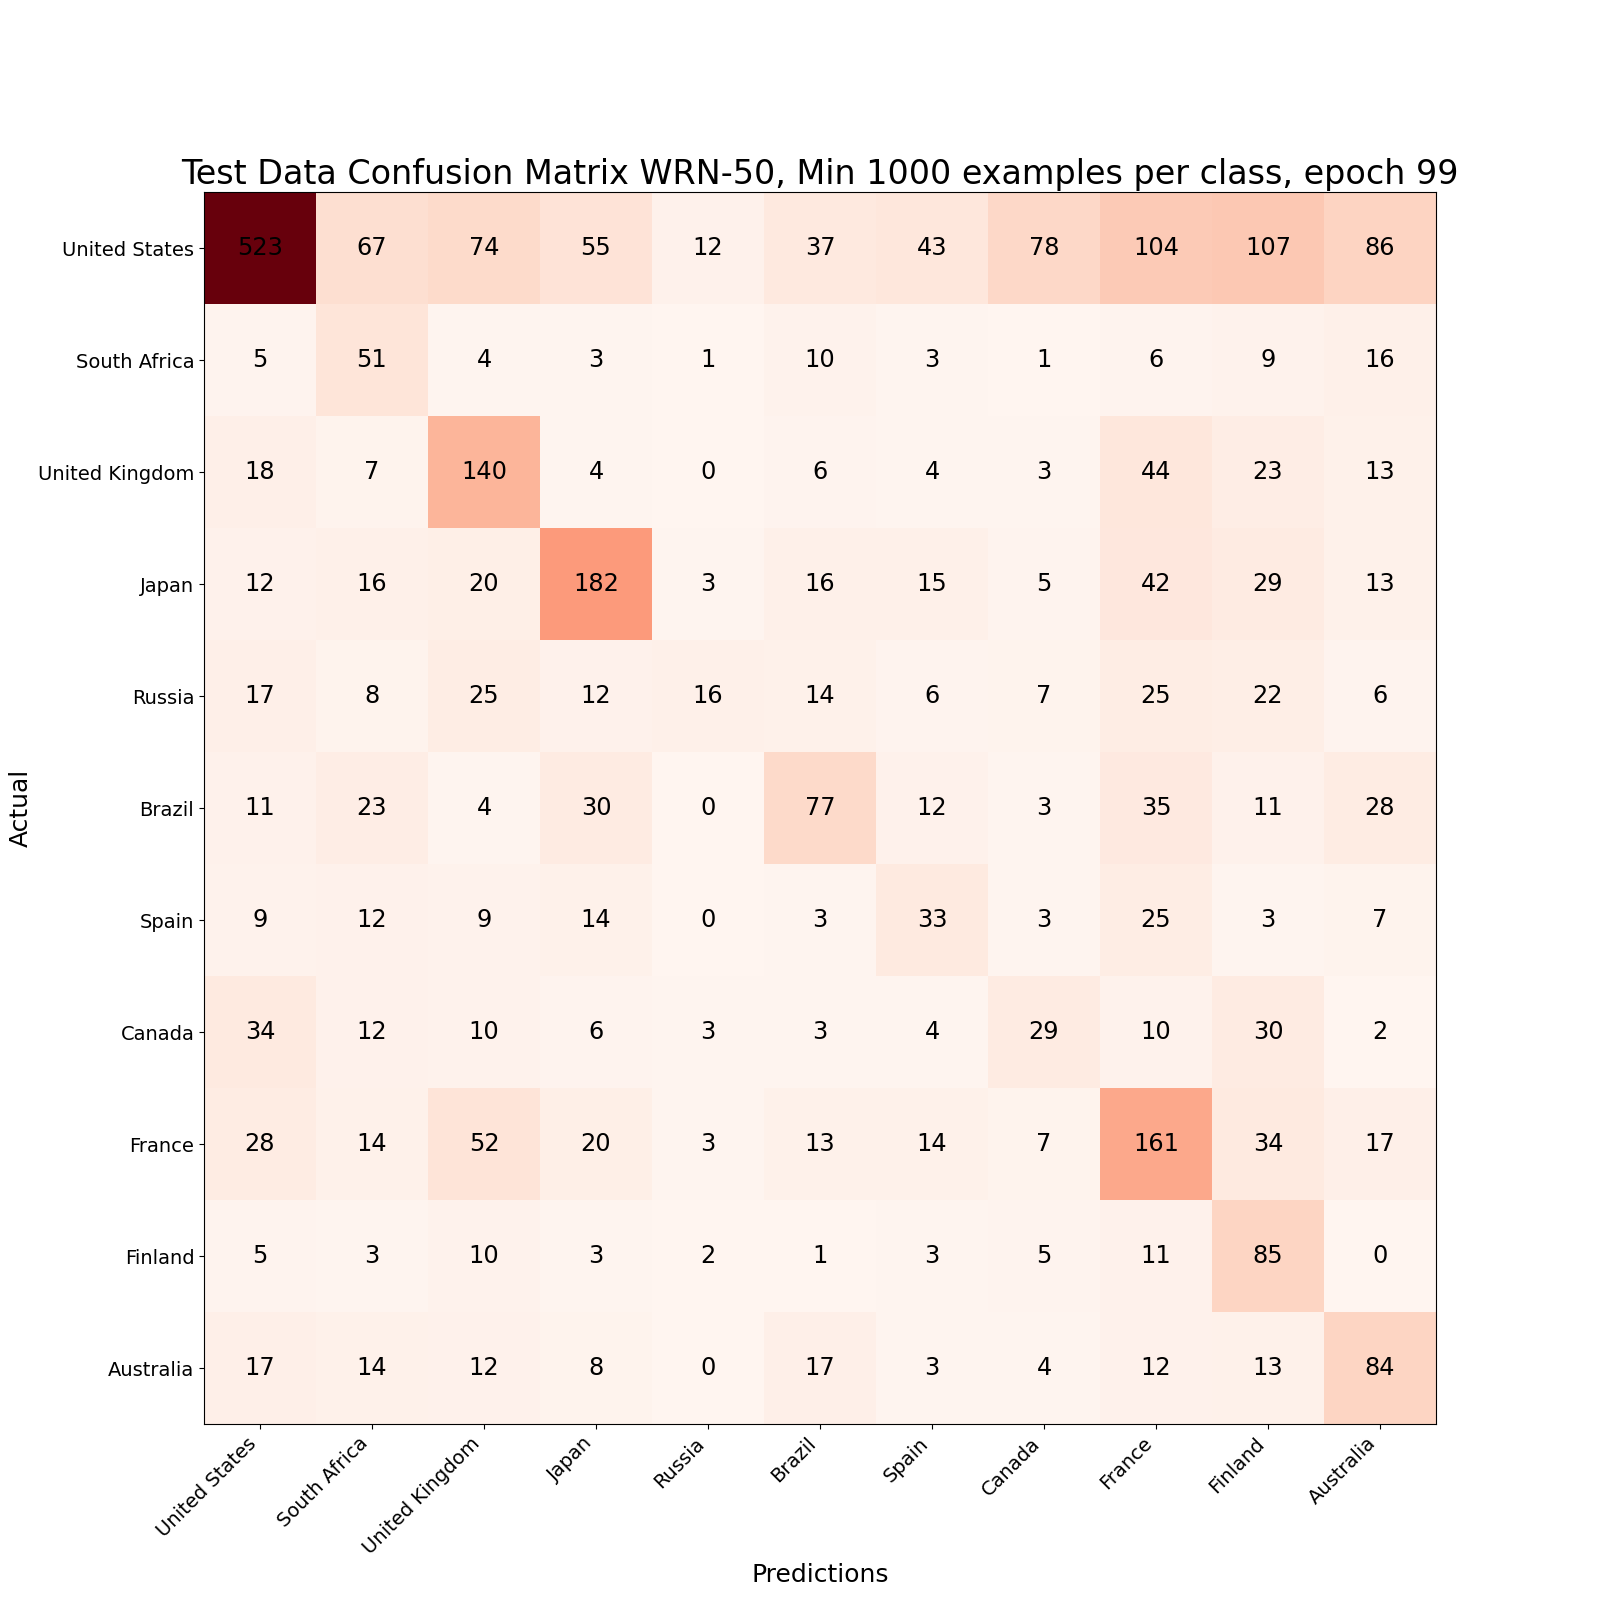 Test Data Confusion Matrix WRN-50, Min 1000 examples per class, epoch 99
United States 523 67 74 55 12 37 43 78 104 107 86
South Africa 5 51 4 3 1 10 3 1 6 9 16
United Kingdom 18 7 140 4 0 6 4 3 44 23 13
Japan 12 16 20 182 3 16 15 5 42 29 13
Russia 17 8 25 12 16 14 6 7 25 22 6
Brazil 11 23 4 30 0 77 12 3 35 11 28
Spain 9 12 9 14 0 3 33 3 25 3 7
Canada 34 12 10 6 3 3 4 29 10 30 2
France 28 14 52 20 3 13 14 7 161 34 17
Finland 5 3 10 3 2 1 3 5 11 85 0
Australia 17 14 12 8 0 17 3 4 12 13 84
Actual
United States South Africa United Kingdom Japan Russia Brazil Spain Canada France Finland Australia
Predictions